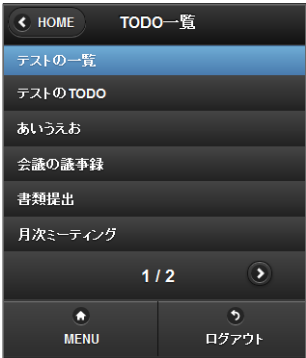 HOME TODO一覧
テストの一覧
テストのTODO
あいうえお
会議の議事録
書類提出
月次ミーティング
1 / 2
MENU ログアウト